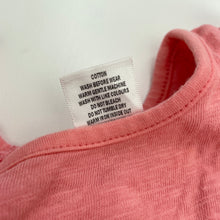 COTTON
WASH BEFORE WEAR
WARM GENTLE MACHINE
WASH WITH LIKE COLOURS
DO NOT BLEACH
DO NOT TUMBLE DRY
WARM IRON INSIDE OUT